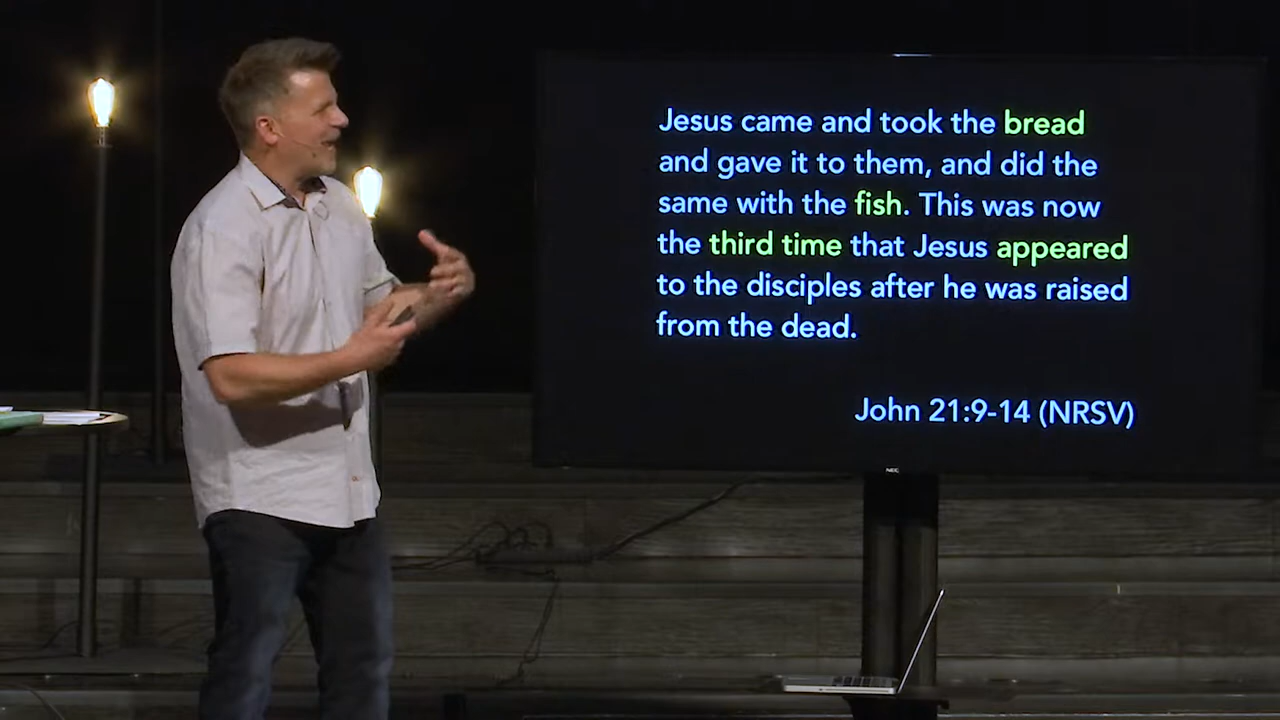 Jesus came and took the bread
and gave it to them, and did the
same with the fish. This was now
the third time that Jesus appeared
to the disciples after he was raised
from the dead.
John 21:9-14 (NRSV)
NEC